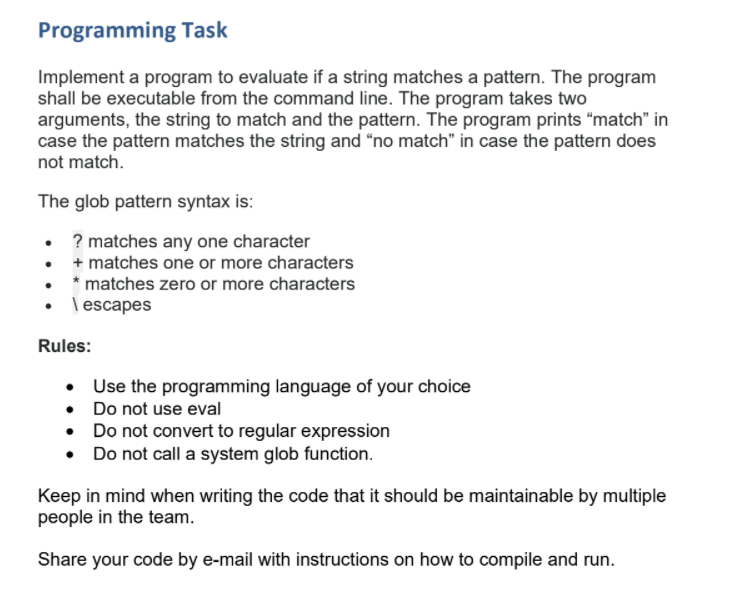 Programming Task
Implement a program to evaluate if a string matches a pattern. The program
shall be executable from the command line. The program takes two
arguments, the string to match and the pattern. The program prints “match” in
case the pattern matches the string and “no match” in case the pattern does
not match.
The glob pattern syntax is:
• ? matches any one character
• + matches one or more characters
• * matches zero or more characters
• \ escapes
Rules:
• Use the programming language of your choice
• Do not use eval
• Do not convert to regular expression
• Do not call a system glob function.
Keep in mind when writing the code that it should be maintainable by multiple
people in the team.
Share your code by e-mail with instructions on how to compile and run.